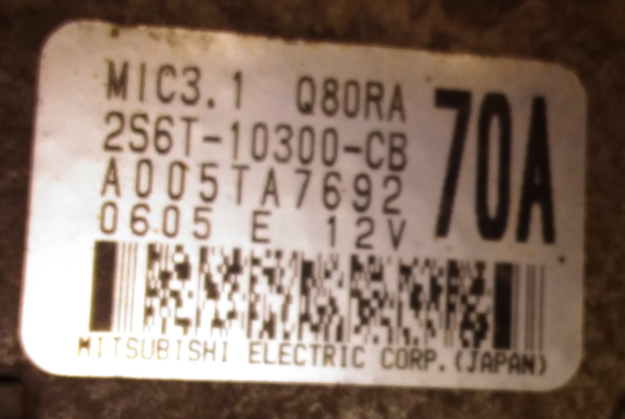 MIC3.1 Q80RA
70A
2S6T-10300-CB
A005TA7692
0605 E 12V
MITSUBISHI ELECTRIC CORP.(JAPAN)